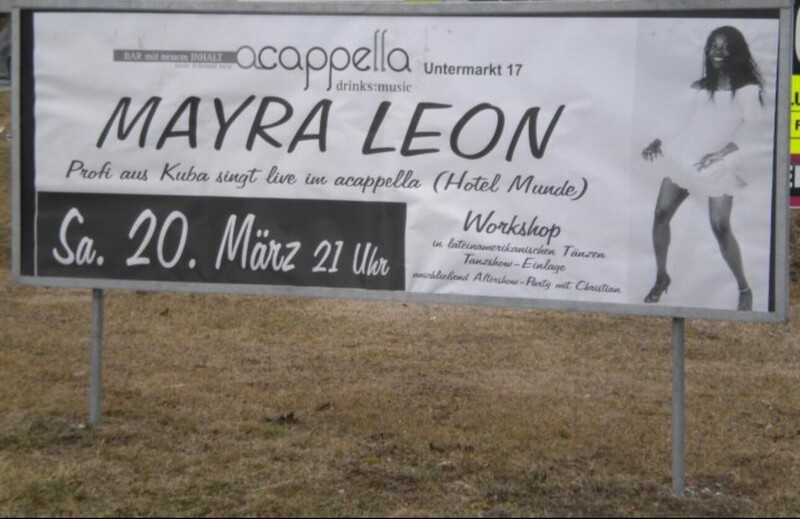 BAR mit neuem INHALT
acappella
drinks:music
Untermarkt 17
MAYRA LEON
Profi aus Kuba singt live im acappella (Hotel Munde)
Sa. 20. März 21 Uhr
Workshop
in lateinamerikanischen Tänzen
Tanzshow-Einlage
anschließend Aftershow-Party mit Christian